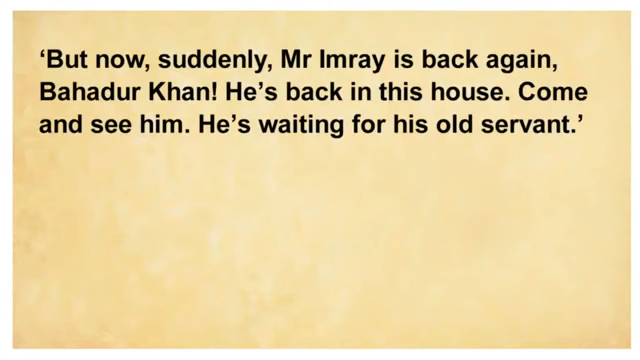 ‘But now, suddenly, Mr Imray is back again,
Bahadur Khan! He’s back in this house. Come
and see him. He’s waiting for his old servant.’